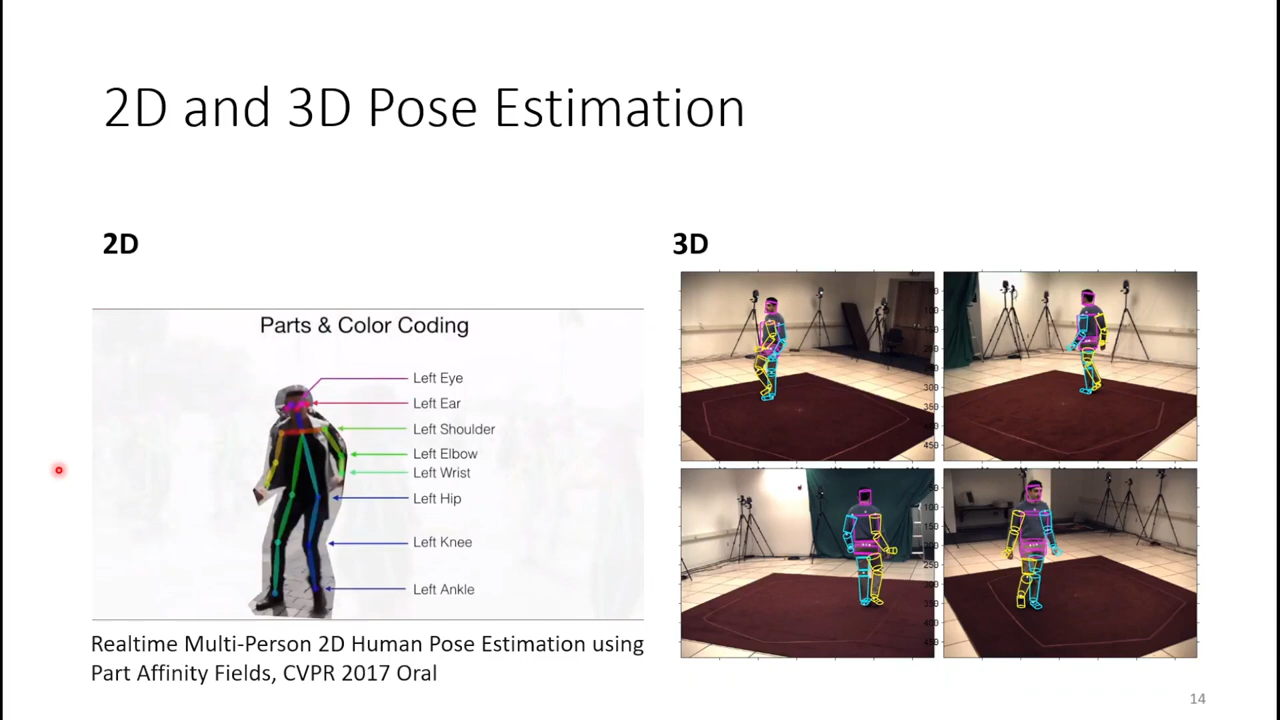 2D and 3D Pose Estimation
2D
3D
Parts & Color Coding
Left Eye
Left Ear
Left Shoulder
Left Elbow
Left Wrist
Left Hip
Left Knee
Left Ankle
Realtime Multi-Person 2D Human Pose Estimation using
Part Affinity Fields, CVPR 2017 Oral
14